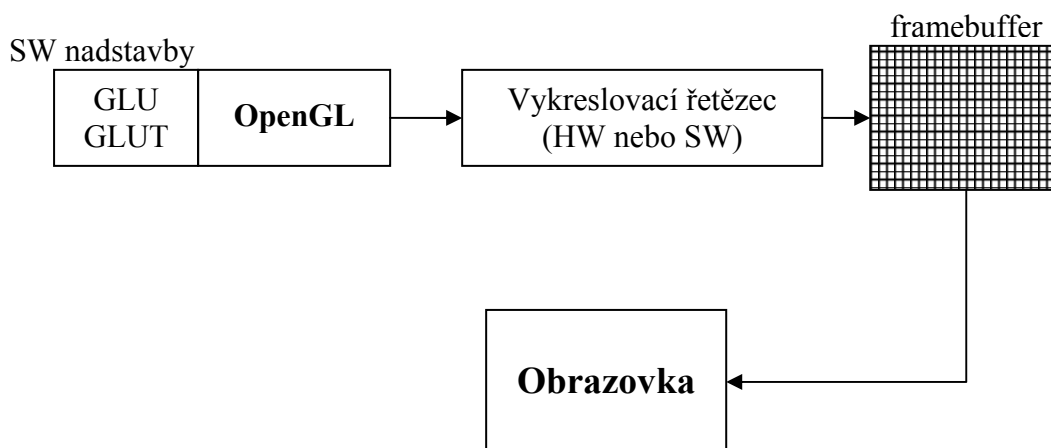 framebuffer
SW nadstavby
GLU
GLUT
OpenGL
Vykreslovací řetězec
(HW nebo SW)
Obrazovka